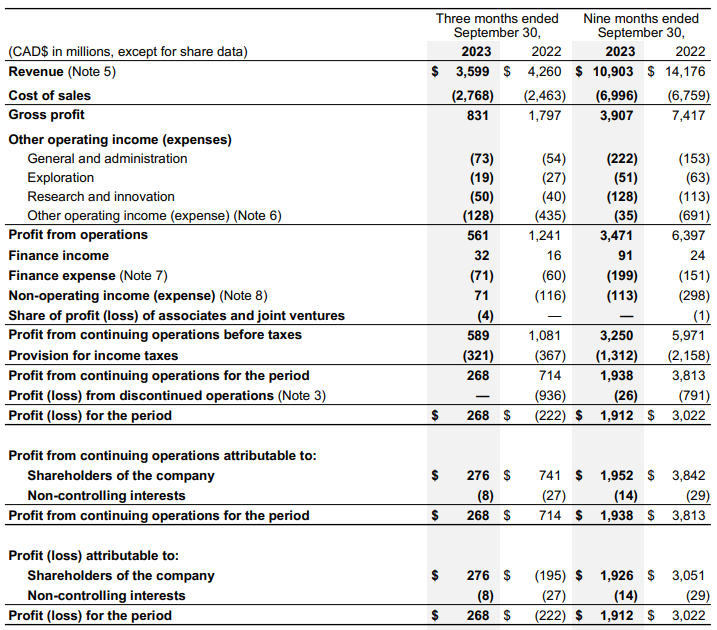 Three months ended Nine months ended
September 30, September 30,
(CAD$ in millions, except for share data) 2023 2022 2023 2022
Revenue (Note 5) $ 3,599 $ 4,260 $ 10,903 $ 14,176
Cost of sales (2,768) (2,463) (6,996) (6,759)
Gross profit 831 1,797 3,907 7,417
Other operating income (expenses)
General and administration (73) (54) (222) (153)
Exploration (19) (27) (51) (63)
Research and innovation (50) (40) (128) (113)
Other operating income (expense) (Note 6) (128) (435) (35) (691)
Profit from operations 561 1,241 3,471 6,397
Finance income 32 16 91 24
Finance expense (Note 7) (71) (60) (199) (151)
Non-operating income (expense) (Note 8) 71 (116) (113) (298)
Share of profit (loss) of associates and joint ventures (4) — — (1)
Profit from continuing operations before taxes 589 1,081 3,250 5,971
Provision for income taxes (321) (367) (1,312) (2,158)
Profit from continuing operations for the period 268 714 1,938 3,813
Profit (loss) from discontinued operations (Note 3) — (936) (26) (791)
Profit (loss) for the period $ 268 $ (222) $ 1,912 $ 3,022
Profit from continuing operations attributable to:
Shareholders of the company $ 276 $ 741 $ 1,952 $ 3,842
Non-controlling interests (8) (27) (14) (29)
Profit from continuing operations for the period $ 268 $ 714 $ 1,938 $ 3,813
Profit (loss) attributable to:
Shareholders of the company $ 276 $ (195) $ 1,926 $ 3,051
Non-controlling interests (8) (27) (14) (29)
Profit (loss) for the period $ 268 $ (222) $ 1,912 $ 3,022